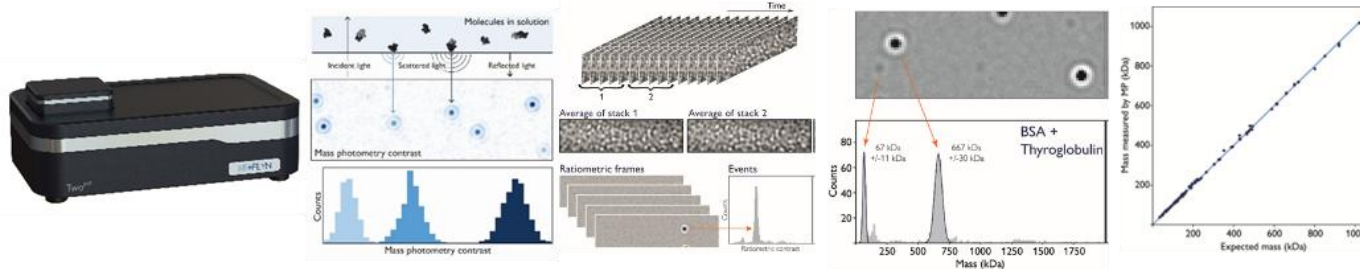 REFEYN
Two
Molecules in solution
Incident light
Scattered light
Reflected light
Mass photometry contrast
Counts
Mass photometry contrast
Time
1
2
Average of stack 1
Average of stack 2
Ratiometric frames
Events
Counts
Ratiometric contrast
BSA +
Thyroglobulin
67 kDa
+/-11 kDa
667 kDa
+/-30 kDa
Counts
80
60
40
20
0
250
500
750
1000
1250
1500
1750
Mass (kDa)
Mass measured by MP (kDa)
1000
800
600
400
200
200
400
600
800
1000
Expected mass (kDa)